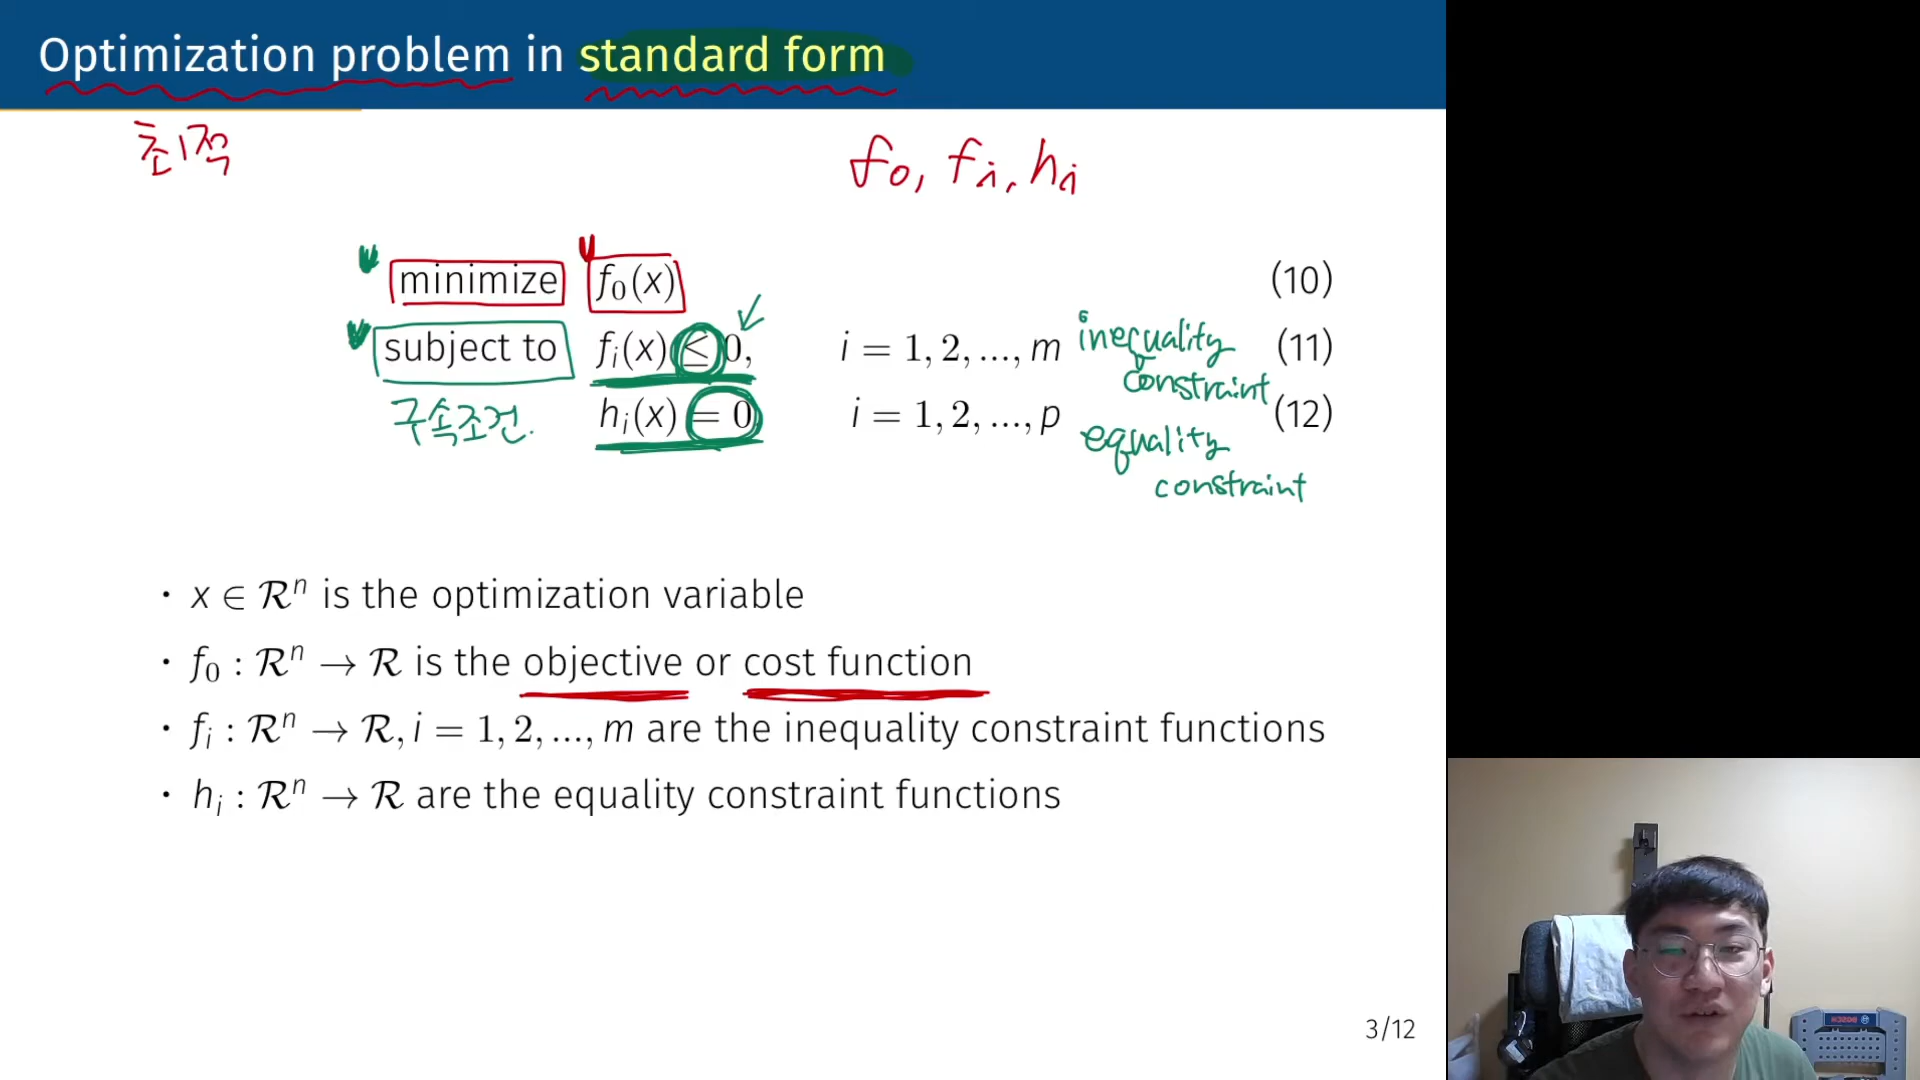 Optimization problem in standard form
최적
f₀, fᵢ, hᵢ
minimize f₀(x) (10)
subject to fᵢ(x) ≤ 0, i = 1, 2, ..., m inequality constraint (11)
구속조건. hᵢ(x) = 0 i = 1, 2, ..., p (12)
equality constraint
· x ∈ ℛⁿ is the optimization variable
· f₀ : ℛⁿ → ℛ is the objective or cost function
· fᵢ : ℛⁿ → ℛ, i = 1, 2, ..., m are the inequality constraint functions
· hᵢ : ℛⁿ → ℛ are the equality constraint functions
3/12